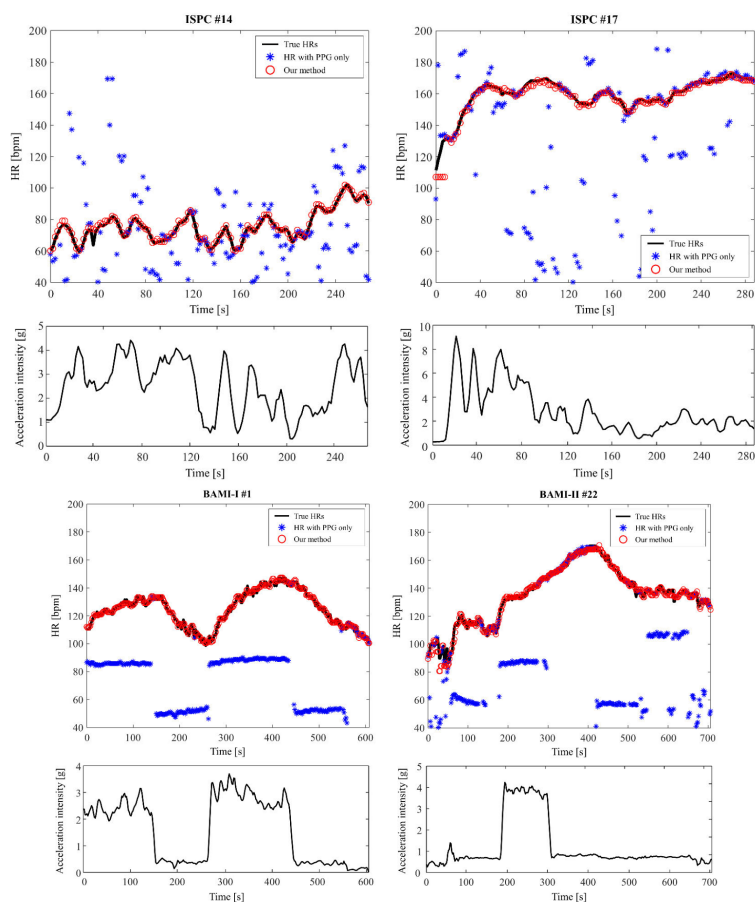 ISPC #14
200
180
160
140
120
100
80
60
40
HR [bpm]
True HRs
HR with PPG only
Our method
0 40 80 120 160 200 240
Time [s]
5
4
3
2
1
0
Acceleration intensity [g]
0 40 80 120 160 200 240
Time [s]
ISPC #17
200
180
160
140
120
100
80
60
40
HR [bpm]
True HRs
HR with PPG only
Our method
0 40 80 120 160 200 240 280
Time [s]
10
8
6
4
2
0
Acceleration intensity [g]
0 40 80 120 160 200 240 280
Time [s]
BAMI-I #1
200
180
160
140
120
100
80
60
40
HR [bpm]
True HRs
HR with PPG only
Our method
0 100 200 300 400 500 600
Time [s]
4
3
2
1
0
Acceleration intensity [g]
0 100 200 300 400 500 600
Time [s]
BAMI-II #22
200
180
160
140
120
100
80
60
40
HR [bpm]
True HRs
HR with PPG only
Our method
0 100 200 300 400 500 600 700
Time [s]
5
4
3
2
1
0
Acceleration intensity [g]
0 100 200 300 400 500 600 700
Time [s]